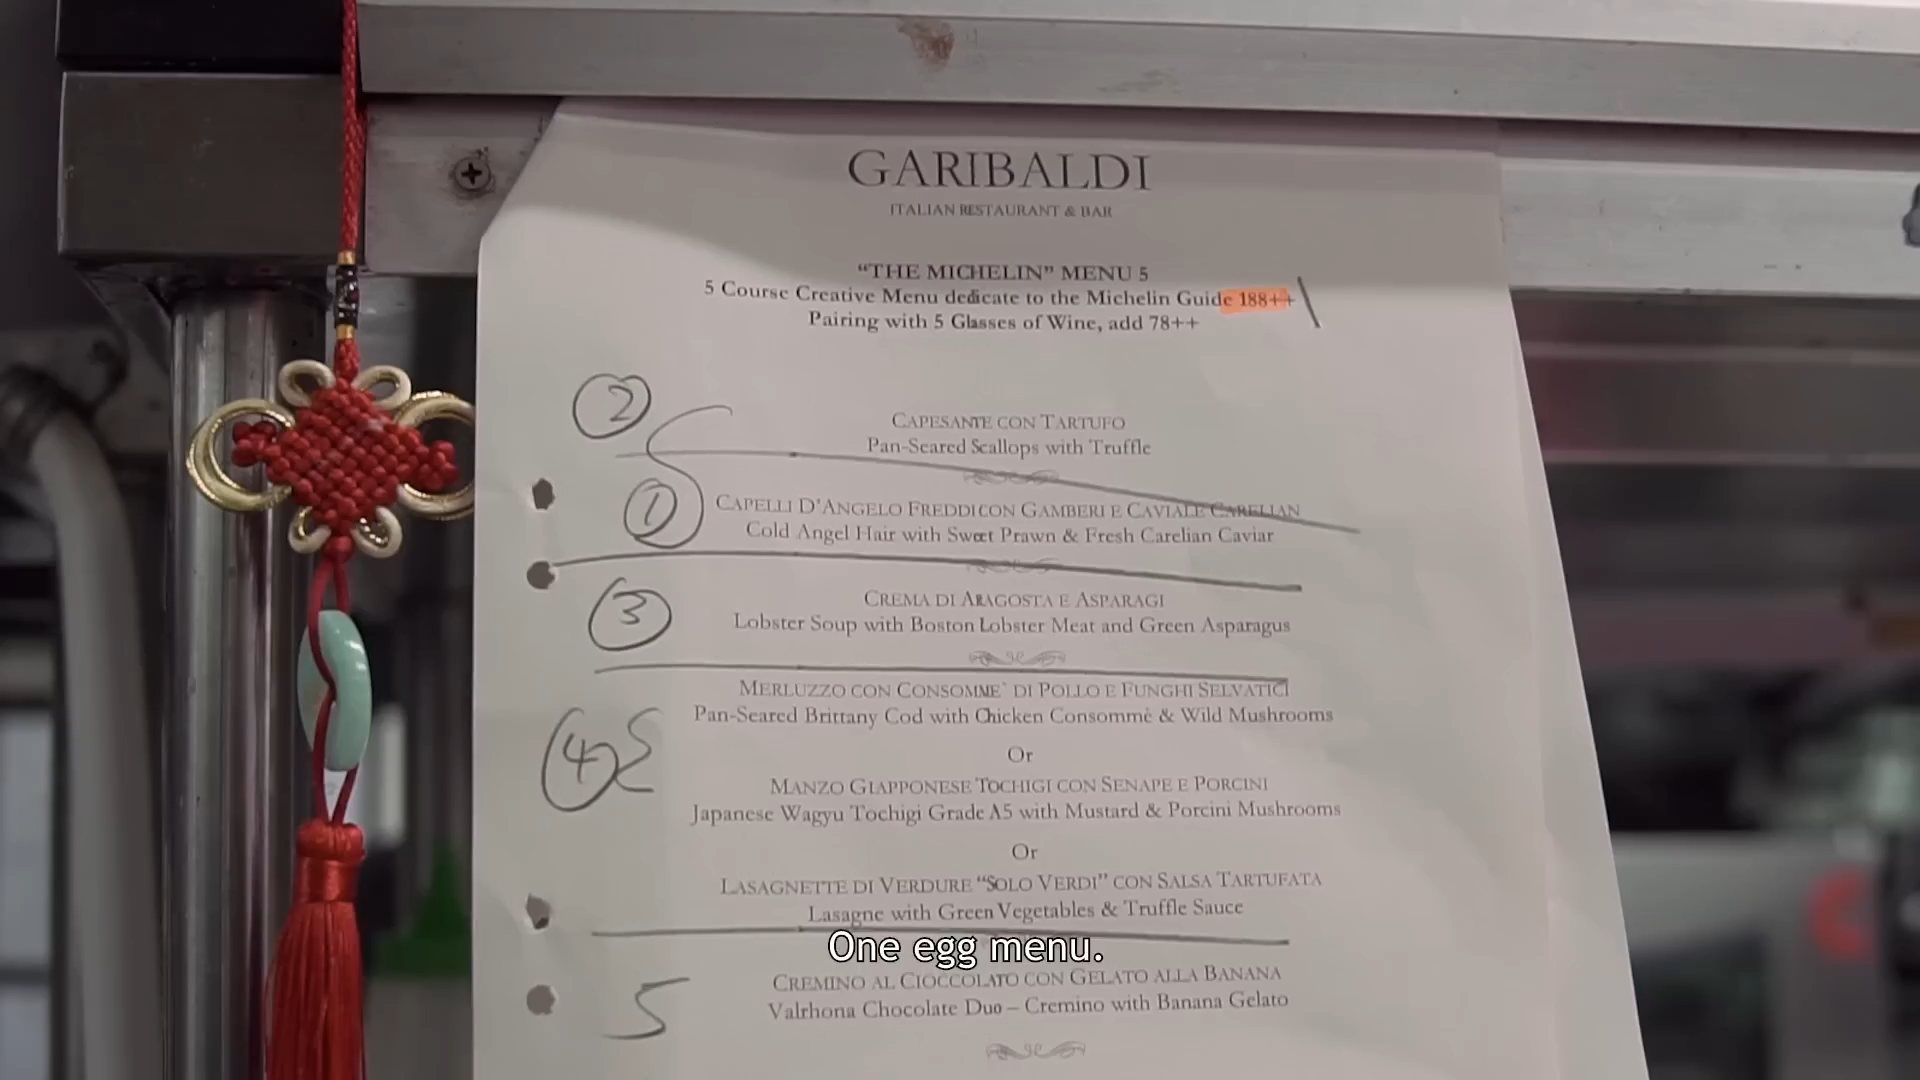 GARIBALDI
ITALIAN RESTAURANT & BAR
"THE MICHELIN" MENU 5
5 Course Creative Menu dedicate to the Michelin Guide 188++
Pairing with 5 Glasses of Wine, add 78++
2
CAPESANTE CON TARTUFO
Pan-Seared Scallops with Truffle
1
CAPELLI D'ANGELO FREDDI CON GAMBERI E CAVIALE CARELIAN
Cold Angel Hair with Sweet Prawn & Fresh Carelian Caviar
3
CREMA DI ARAGOSTA E ASPARAGI
Lobster Soup with Boston Lobster Meat and Green Asparagus
MERLUZZO CON CONSOMME` DI POLLO E FUNGHI SELVATICI
Pan-Seared Brittany Cod with Chicken Consommè & Wild Mushrooms
4
Or
MANZO GIAPPONESE TOCHIGI CON SENAPE E PORCINI
Japanese Wagyu Tochigi Grade A5 with Mustard & Porcini Mushrooms
Or
LASAGNETTE DI VERDURE "SOLO VERDI" CON SALSA TARTUFATA
Lasagne with Green Vegetables & Truffle Sauce
One egg menu.
5
CREMINO AL CIOCCOLATO CON GELATO ALLA BANANA
Valrhona Chocolate Duo – Cremino with Banana Gelato